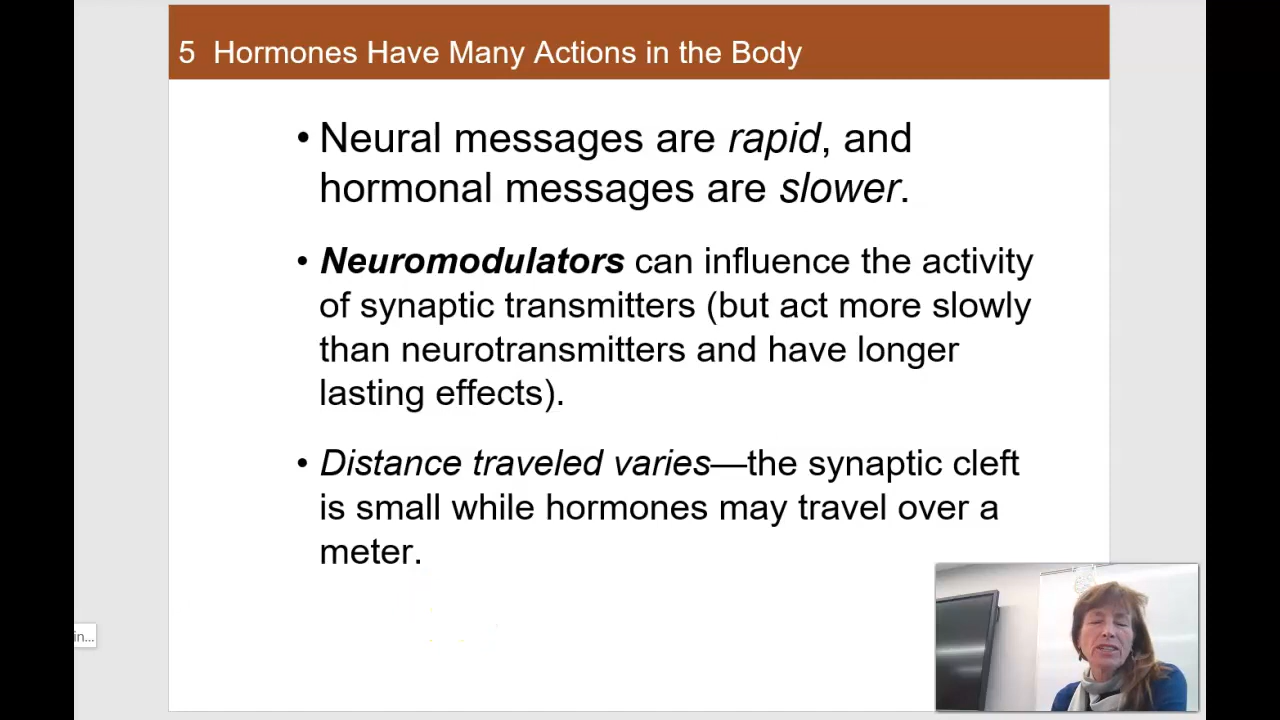 5 Hormones Have Many Actions in the Body
• Neural messages are rapid, and
hormonal messages are slower.
• Neuromodulators can influence the activity
of synaptic transmitters (but act more slowly
than neurotransmitters and have longer
lasting effects).
• Distance traveled varies—the synaptic cleft
is small while hormones may travel over a
meter.
in...